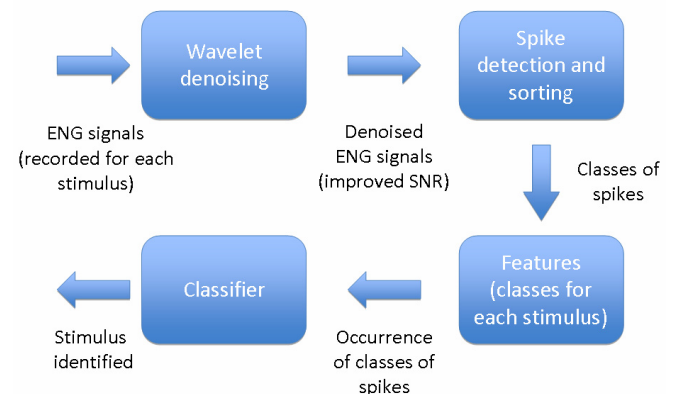 Wavelet
denoising
Spike
detection and
sorting
ENG signals
(recorded for each
stimulus)
Denoised
ENG signals
(improved SNR)
Classes of
spikes
Features
(classes for
each stimulus)
Classifier
Occurrence
of classes of
spikes
Stimulus
identified